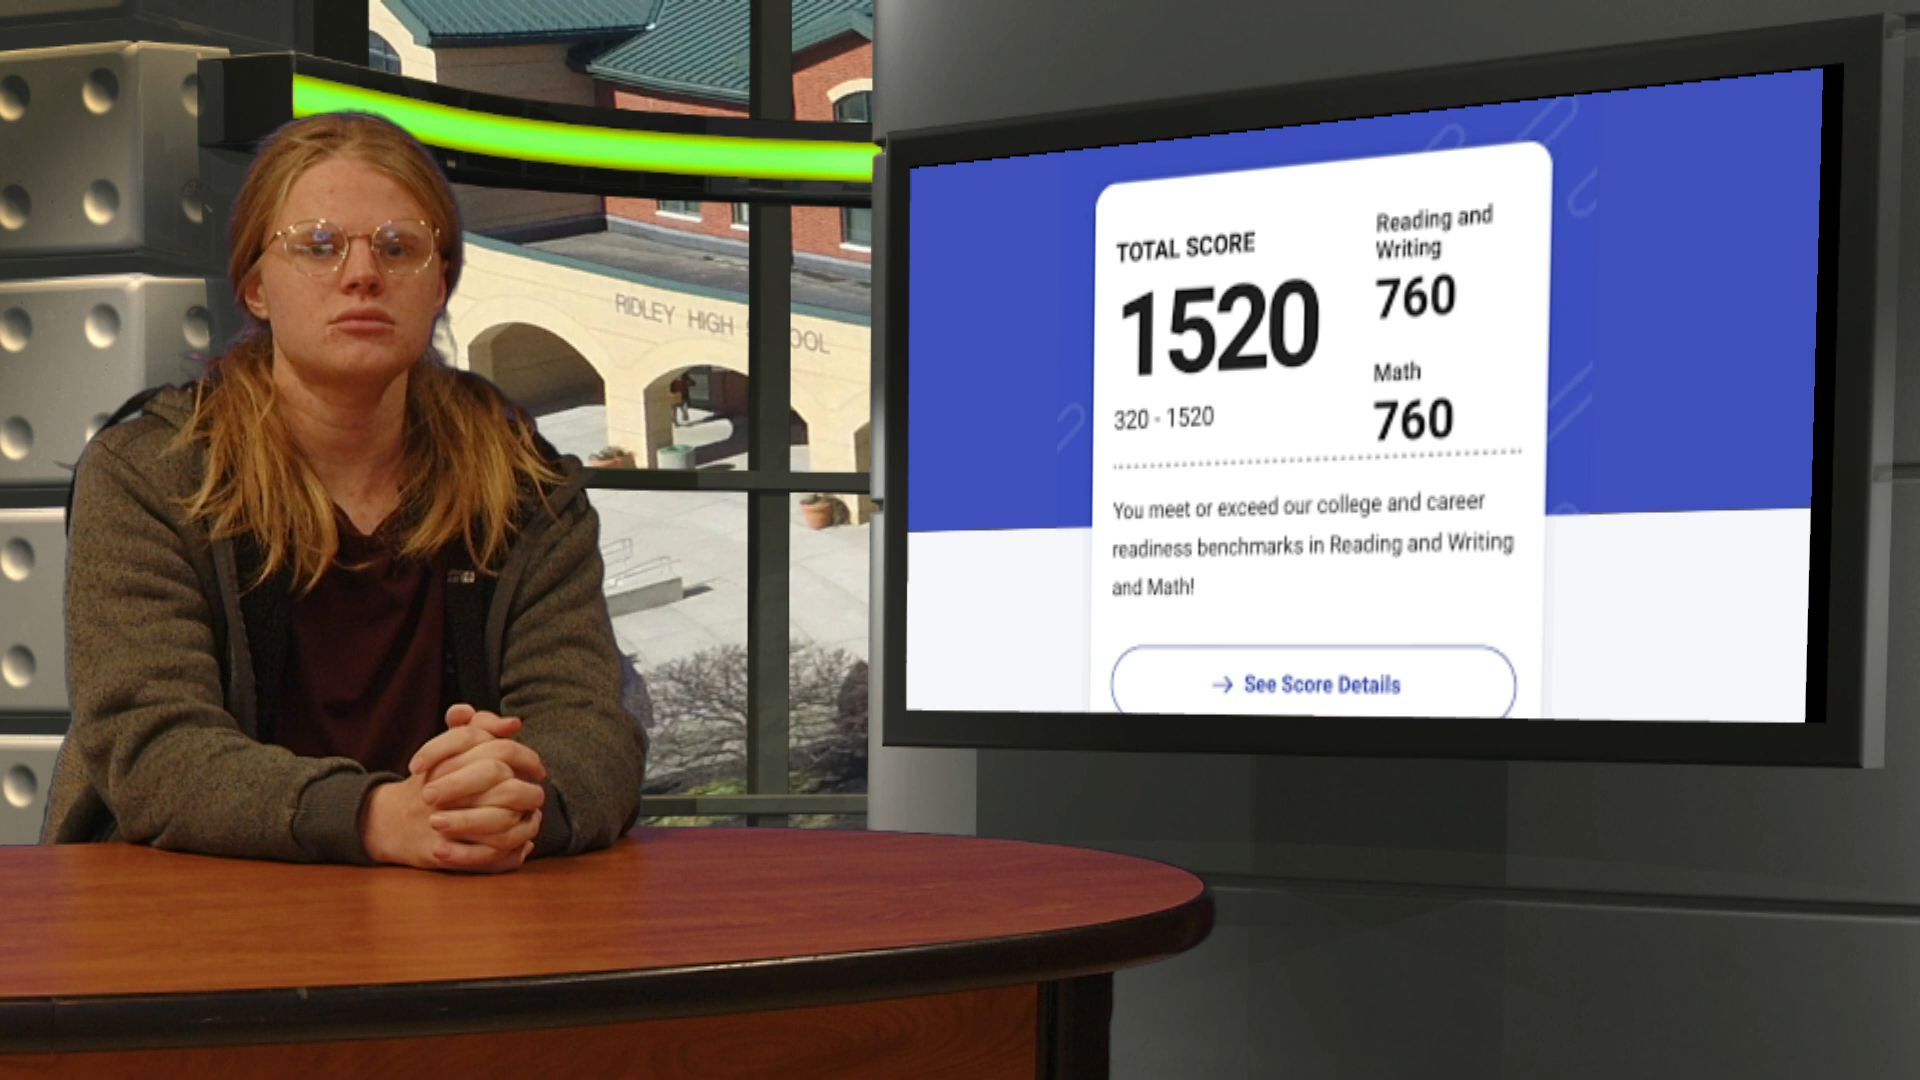 RIDLEY HIGH S OOL
TOTAL SCORE
1520
320 - 1520
Reading and
Writing
760
Math
760
You meet or exceed our college and career
readiness benchmarks in Reading and Writing
and Math!
→ See Score Details